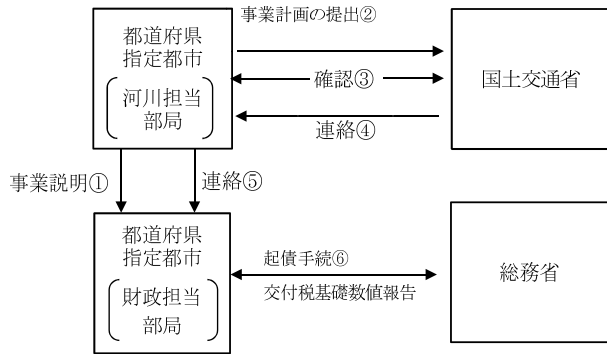 事業計画の提出②
都道府県
指定都市
河川担当
部局
確認③
連絡④
国土交通省
事業説明①
連絡⑤
都道府県
指定都市
財政担当
部局
起債手続⑥
交付税基礎数値報告
総務省